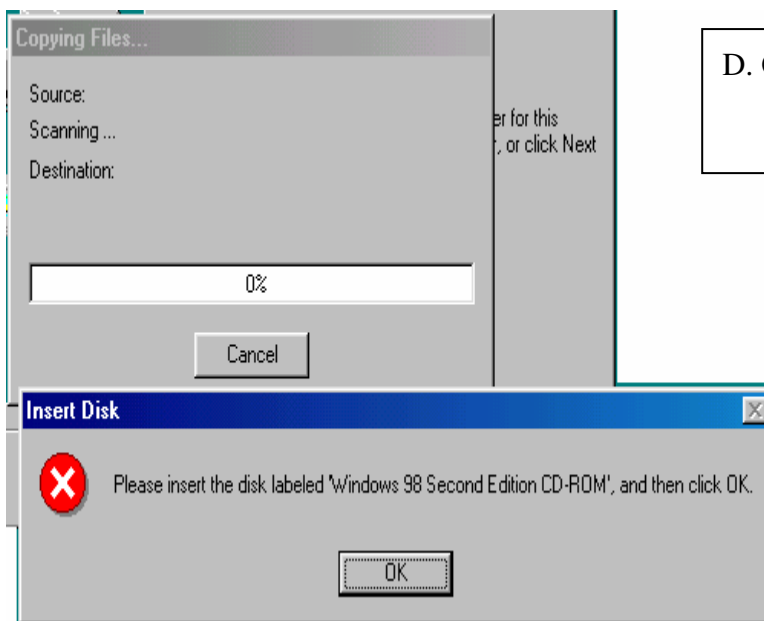 Copying Files...
Source:
Scanning ...
Destination:
0%
Cancel
er for this
, or click Next
D.
Insert Disk
Please insert the disk labeled 'Windows 98 Second Edition CD-ROM', and then click OK.
OK